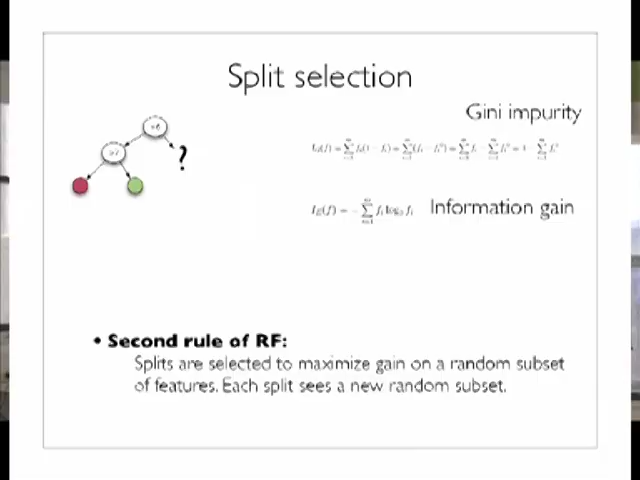 Split selection
Gini impurity
?
Information gain
• Second rule of RF:
Splits are selected to maximize gain on a random subset
of features. Each split sees a new random subset.